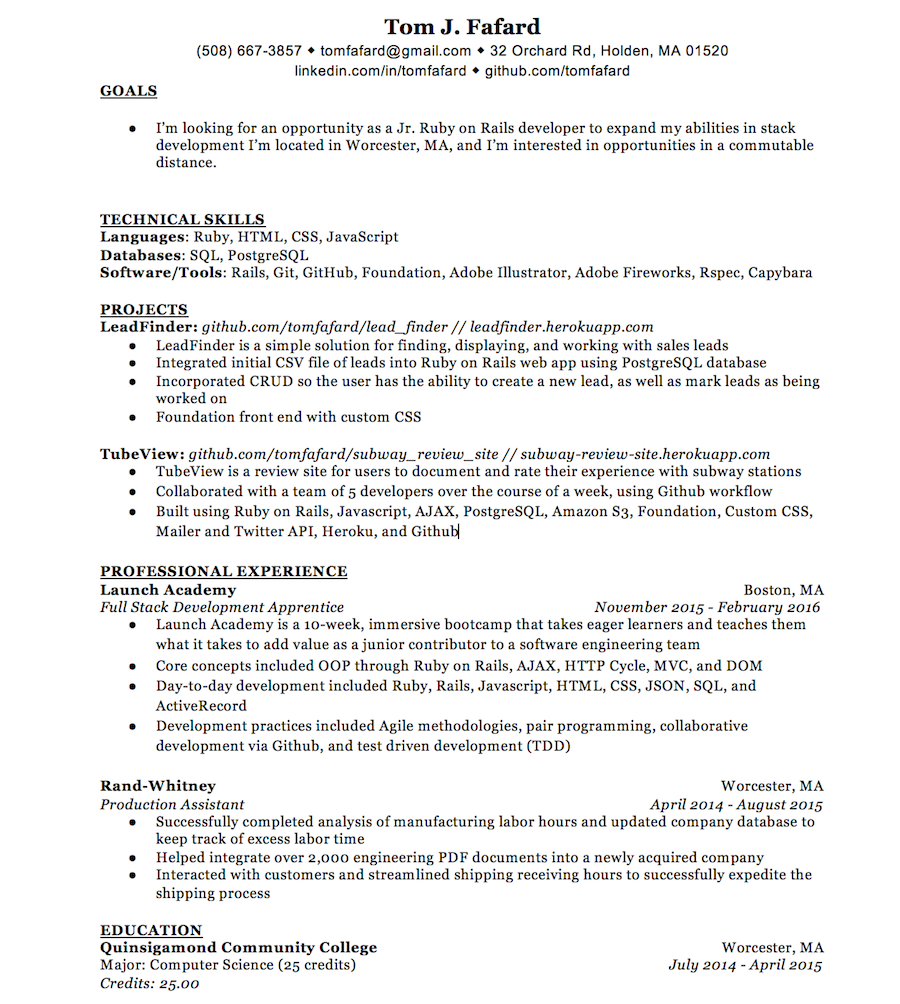 Tom J. Fafard
(508) 667-3857 ◆ tomfafard@gmail.com ◆ 32 Orchard Rd, Holden, MA 01520
linkedin.com/in/tomfafard ◆ github.com/tomfafard
GOALS
● I'm looking for an opportunity as a Jr. Ruby on Rails developer to expand my abilities in stack
development I'm located in Worcester, MA, and I'm interested in opportunities in a commutable
distance.
TECHNICAL SKILLS
Languages: Ruby, HTML, CSS, JavaScript
Databases: SQL, PostgreSQL
Software/Tools: Rails, Git, GitHub, Foundation, Adobe Illustrator, Adobe Fireworks, Rspec, Capybara
PROJECTS
LeadFinder: github.com/tomfafard/lead_finder // leadfinder.herokuapp.com
● LeadFinder is a simple solution for finding, displaying, and working with sales leads
● Integrated initial CSV file of leads into Ruby on Rails web app using PostgreSQL database
● Incorporated CRUD so the user has the ability to create a new lead, as well as mark leads as being
worked on
● Foundation front end with custom CSS
TubeView: github.com/tomfafard/subway_review_site // subway-review-site.herokuapp.com
● TubeView is a review site for users to document and rate their experience with subway stations
● Collaborated with a team of 5 developers over the course of a week, using Github workflow
● Built using Ruby on Rails, Javascript, AJAX, PostgreSQL, Amazon S3, Foundation, Custom CSS,
Mailer and Twitter API, Heroku, and Github
PROFESSIONAL EXPERIENCE
Launch Academy Boston, MA
Full Stack Development Apprentice November 2015 - February 2016
● Launch Academy is a 10-week, immersive bootcamp that takes eager learners and teaches them
what it takes to add value as a junior contributor to a software engineering team
● Core concepts included OOP through Ruby on Rails, AJAX, HTTP Cycle, MVC, and DOM
● Day-to-day development included Ruby, Rails, Javascript, HTML, CSS, JSON, SQL, and
ActiveRecord
● Development practices included Agile methodologies, pair programming, collaborative
development via Github, and test driven development (TDD)
Rand-Whitney Worcester, MA
Production Assistant April 2014 - August 2015
● Successfully completed analysis of manufacturing labor hours and updated company database to
keep track of excess labor time
● Helped integrate over 2,000 engineering PDF documents into a newly acquired company
● Interacted with customers and streamlined shipping receiving hours to successfully expedite the
shipping process
EDUCATION
Quinsigamond Community College Worcester, MA
Major: Computer Science (25 credits) July 2014 - April 2015
Credits: 25.00